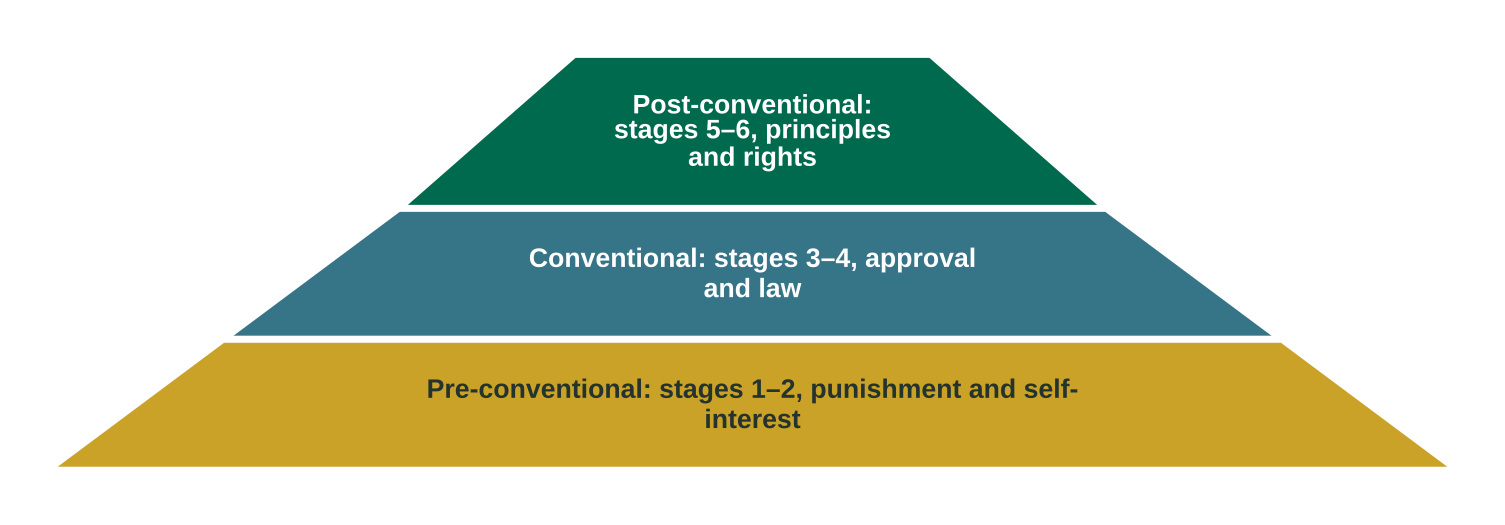 Post-conventional:
stages 5–6, principles
and rights
Conventional: stages 3–4, approval
and law
Pre-conventional: stages 1–2, punishment and self-
interest